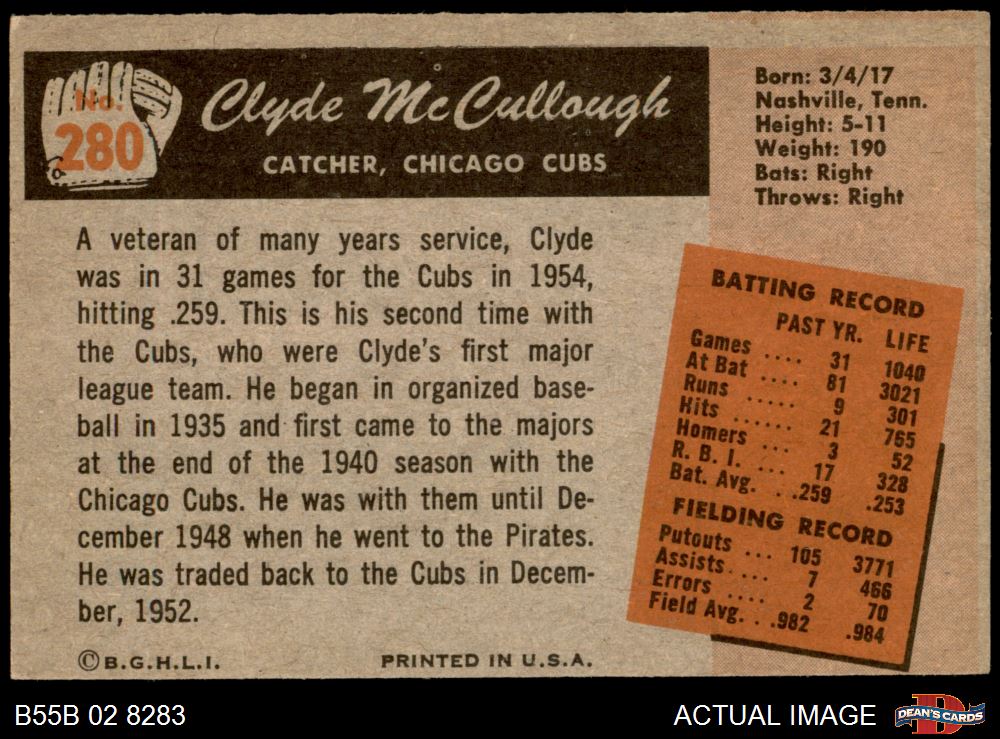 No.
280
Clyde McCullough
CATCHER, CHICAGO CUBS
Born: 3/4/17
Nashville, Tenn.
Height: 5-11
Weight: 190
Bats: Right
Throws: Right
A veteran of many years service, Clyde
was in 31 games for the Cubs in 1954,
hitting .259. This is his second time with
the Cubs, who were Clyde's first major
league team. He began in organized base-
ball in 1935 and first came to the majors
at the end of the 1940 season with the
Chicago Cubs. He was with them until De-
cember 1948 when he went to the Pirates.
He was traded back to the Cubs in Decem-
ber, 1952.
BATTING RECORD
PAST YR. LIFE
Games .... 31 1040
At Bat .... 81 3021
Runs ..... 9 301
Hits ...... 21 765
Homers ... 3 52
R. B. I. ... 17 328
Bat. Avg. . .259 .253
FIELDING RECORD
Putouts ... 105 3771
Assists.... 7 466
Errors .... 2 70
Field Avg. . .982 .984
©B.G.H.L.I. PRINTED IN U.S.A.
B55B 02 8283 ACTUAL IMAGE D DEAN'S CARDS